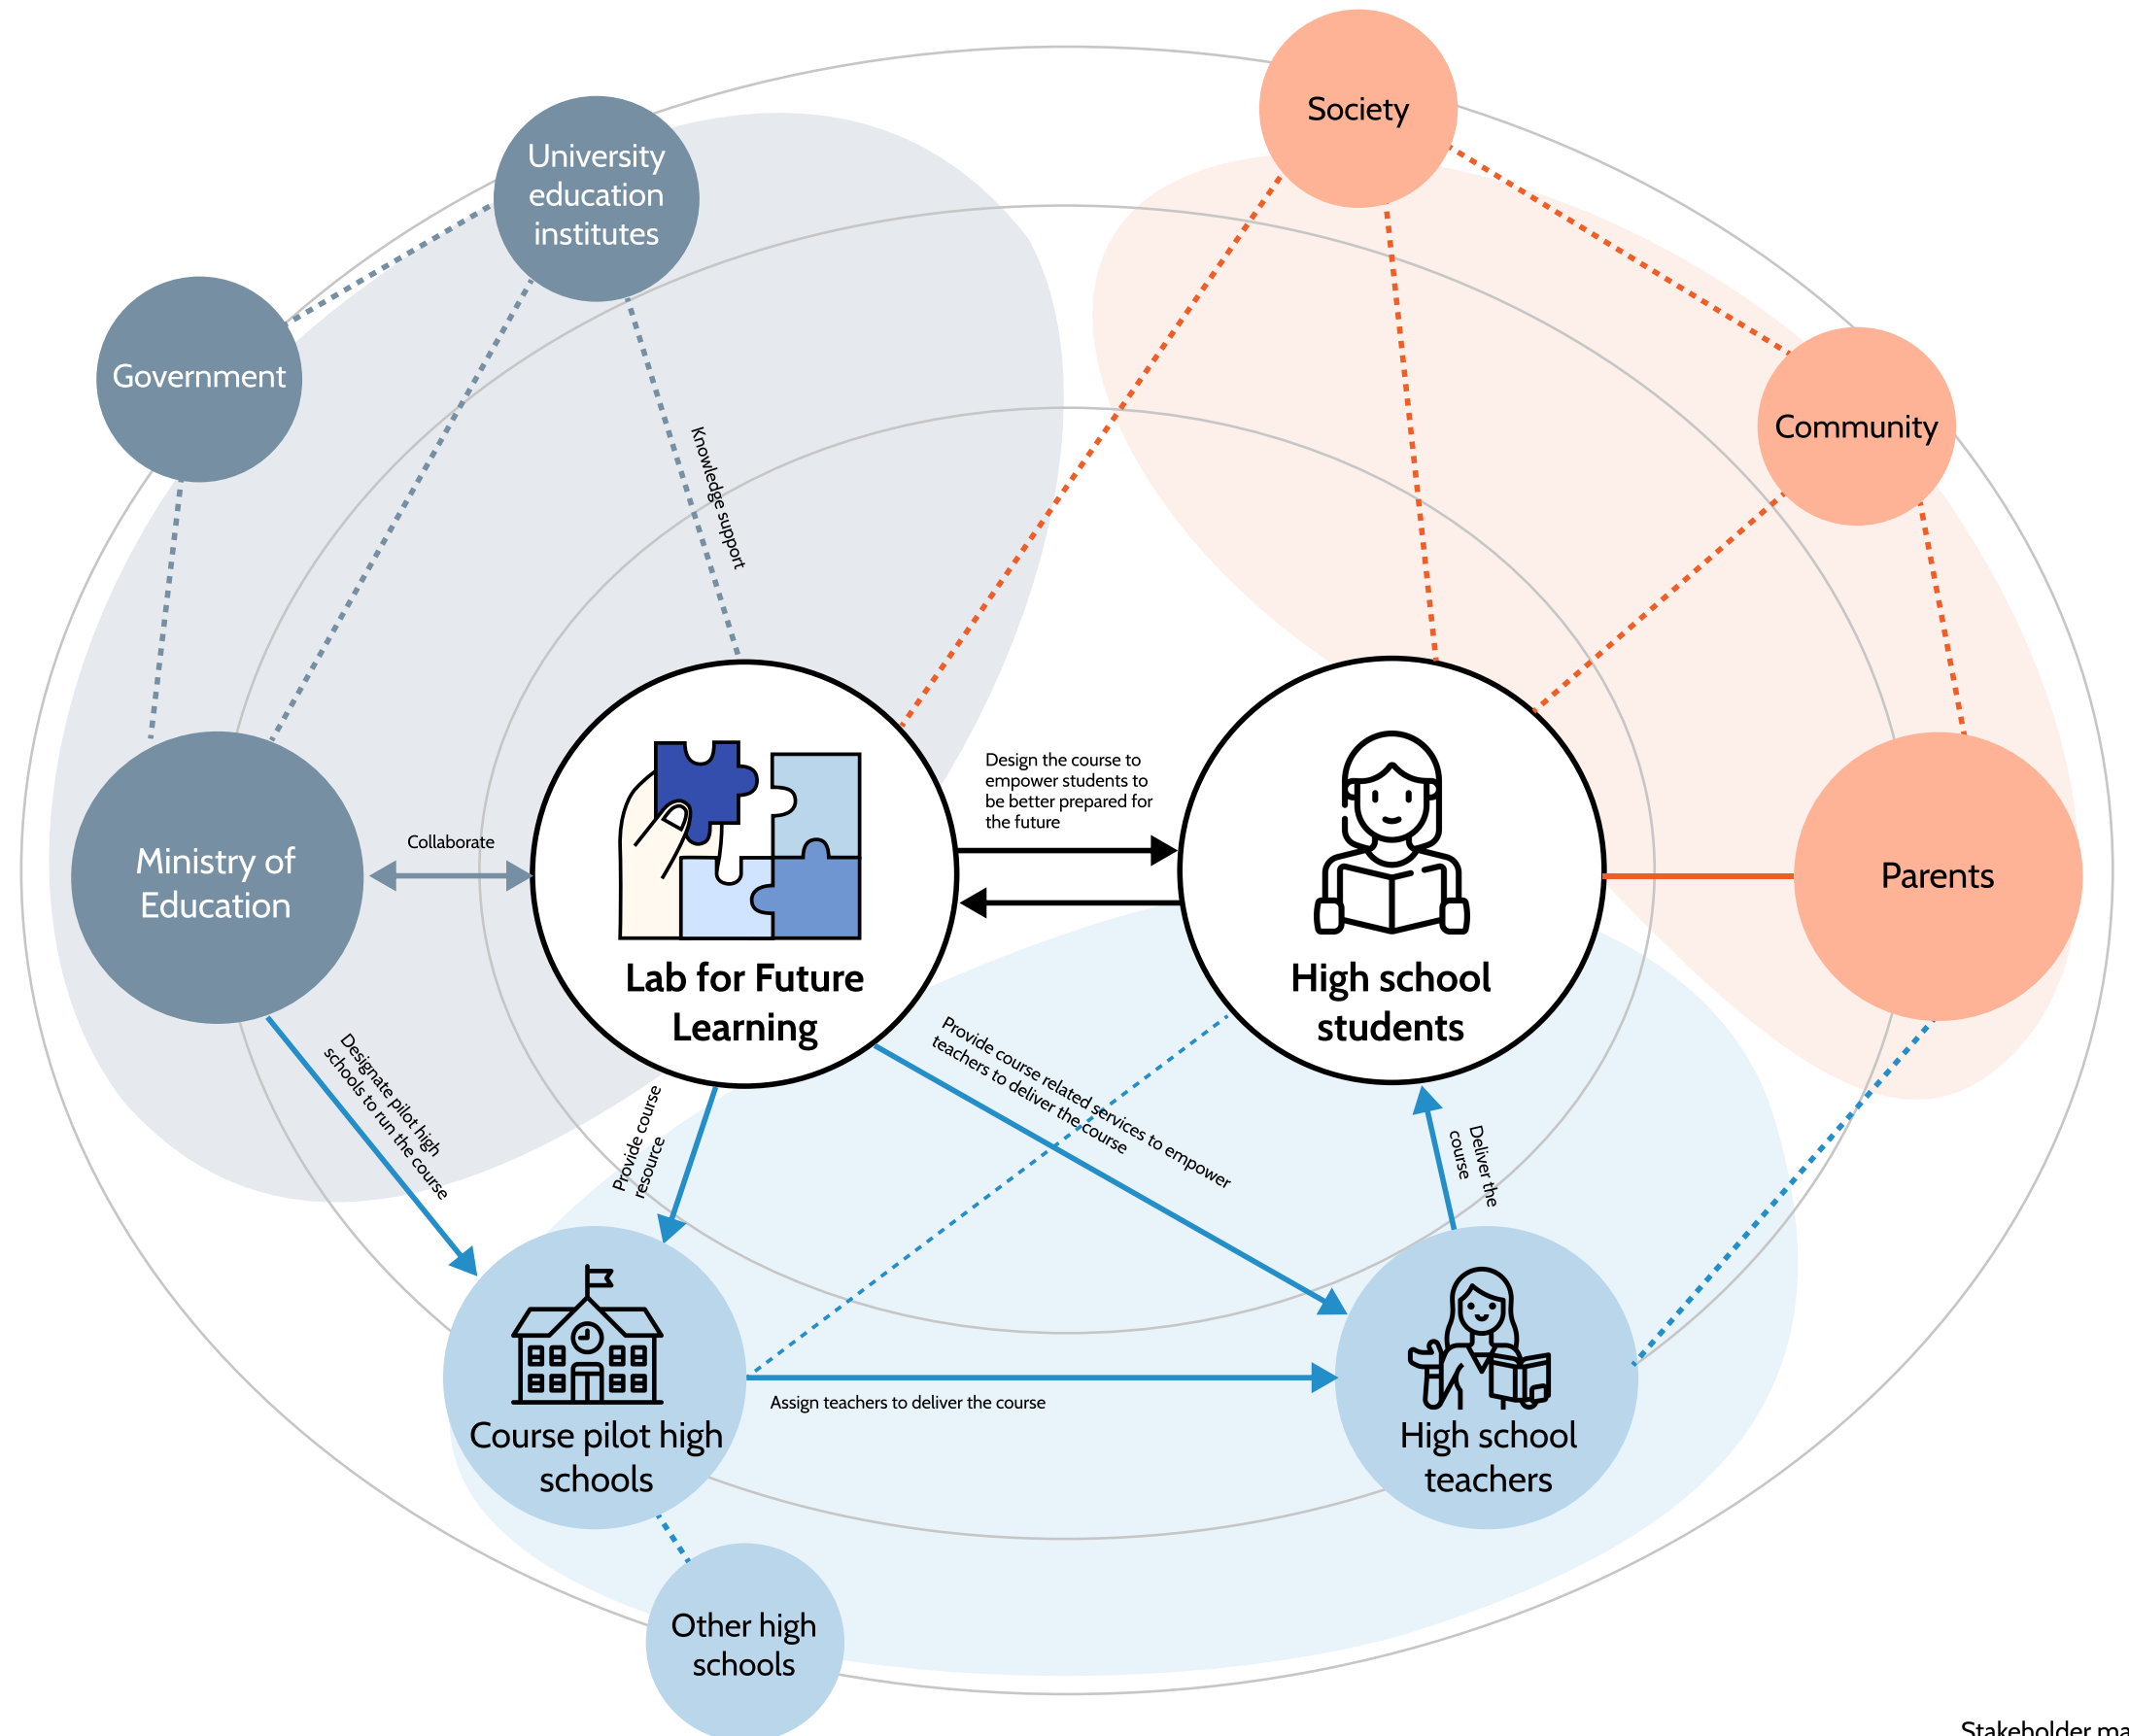 Society
University
education
institutes
Government
Community
Knowledge support
Design the course to
empower students to
be better prepared for
the future
Collaborate
Ministry of
Education
Parents
Lab for Future
Learning
High school
students
Designate pilot high
schools to run the course
Provide course
resource
Provide course related services to empower
teachers to deliver the course
Deliver the
course
Assign teachers to deliver the course
Course pilot high
schools
High school
teachers
Other high
schools
Stakeholder